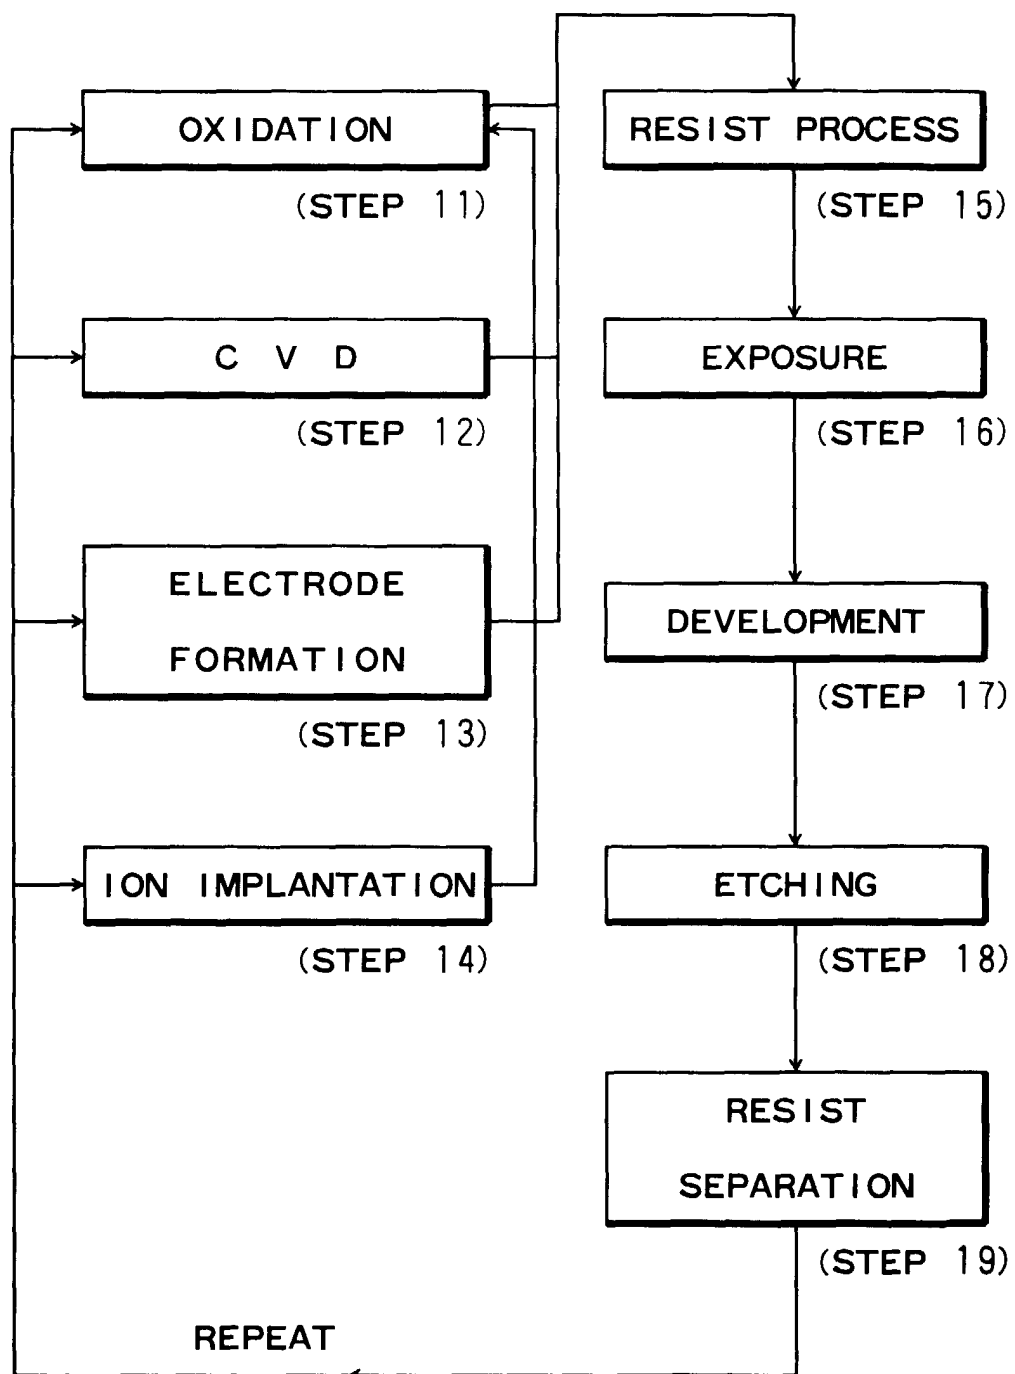 OXIDATION
(STEP 11)
CVD
(STEP 12)
ELECTRODE
FORMATION
(STEP 13)
ION IMPLANTATION
(STEP 14)
RESIST PROCESS
(STEP 15)
EXPOSURE
(STEP 16)
DEVELOPMENT
(STEP 17)
ETCHING
(STEP 18)
RESIST
SEPARATION
(STEP 19)
REPEAT